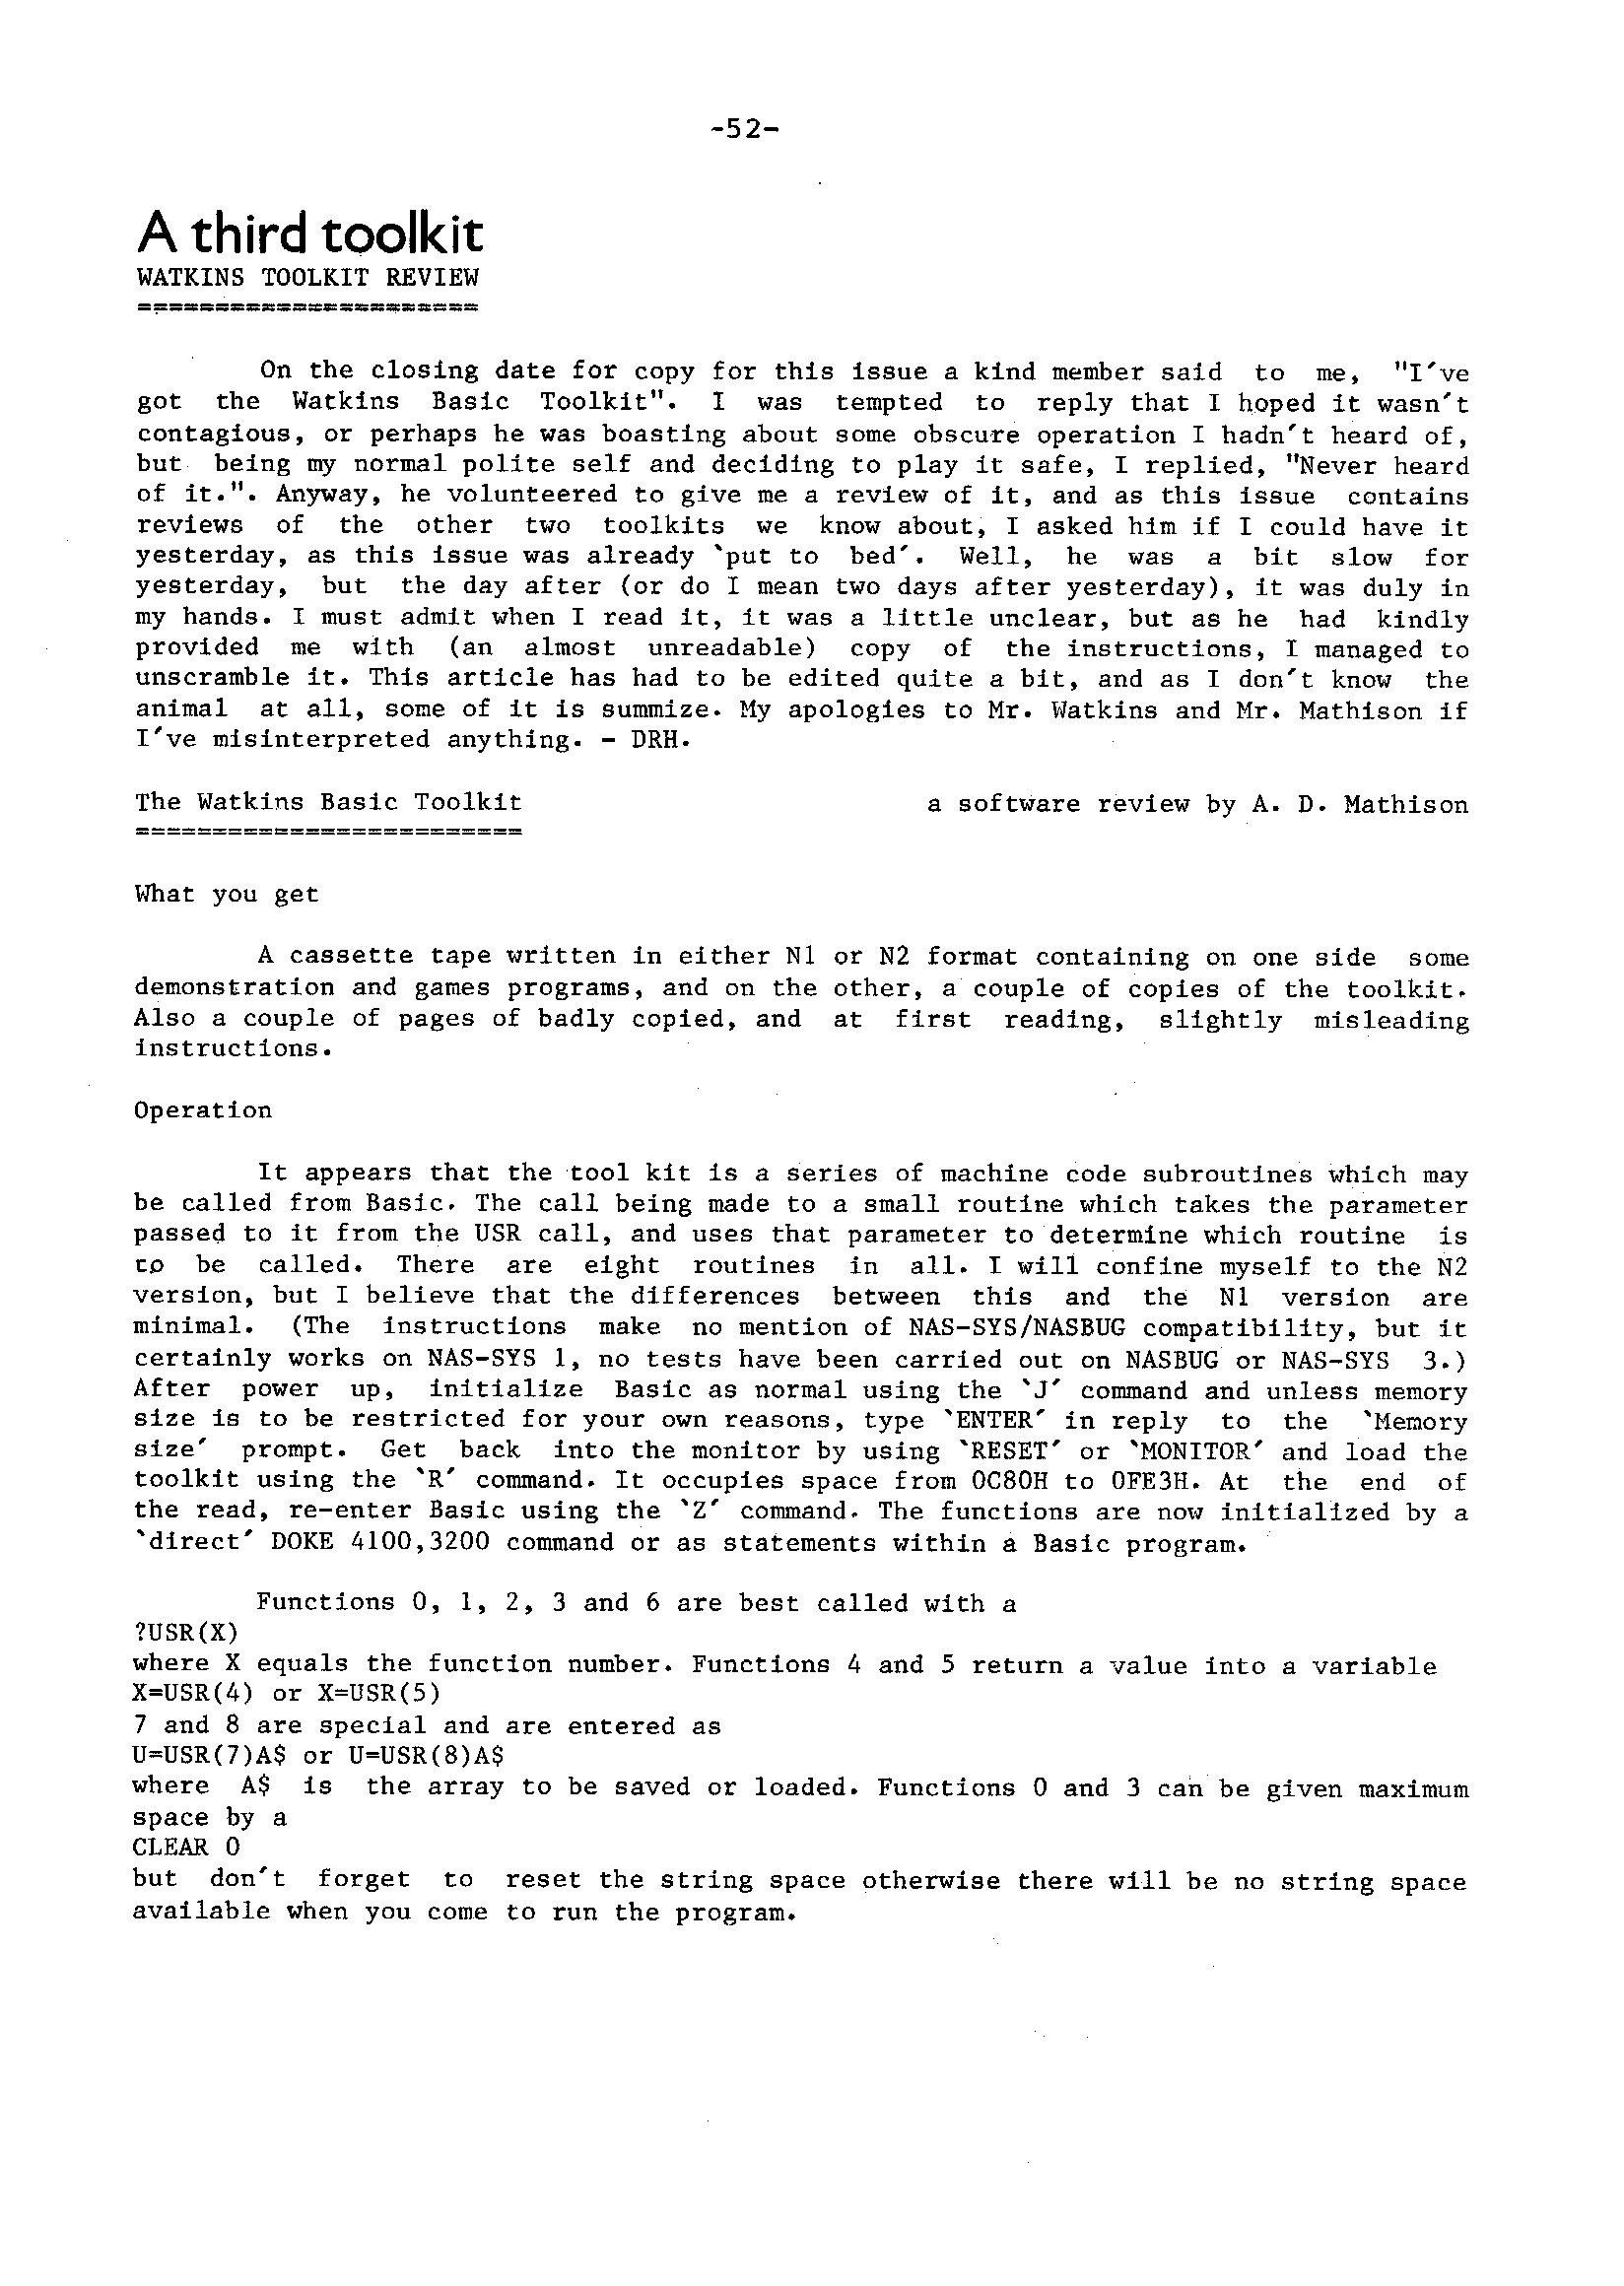 -52-
A third toolkit
WATKINS TOOLKIT REVIEW
======================
On the closing date for copy for this issue a kind member said to me, "I've
got the Watkins Basic Toolkit". I was tempted to reply that I hoped it wasn't
contagious, or perhaps he was boasting about some obscure operation I hadn't heard of,
but being my normal polite self and deciding to play it safe, I replied, "Never heard
of it.". Anyway, he volunteered to give me a review of it, and as this issue contains
reviews of the other two toolkits we know about, I asked him if I could have it
yesterday, as this issue was already `put to bed'. Well, he was a bit slow for
yesterday, but the day after (or do I mean two days after yesterday), it was duly in
my hands. I must admit when I read it, it was a little unclear, but as he had kindly
provided me with (an almost unreadable) copy of the instructions, I managed to
unscramble it. This article has had to be edited quite a bit, and as I don't know the
animal at all, some of it is summize. My apologies to Mr. Watkins and Mr. Mathison if
I've misinterpreted anything. - DRH.
The Watkins Basic Toolkit a software review by A. D. Mathison
=========================
What you get
A cassette tape written in either N1 or N2 format containing on one side some
demonstration and games programs, and on the other, a couple of copies of the toolkit.
Also a couple of pages of badly copied, and at first reading, slightly misleading
instructions.
Operation
It appears that the tool kit is a series of machine code subroutines which may
be called from Basic. The call being made to a small routine which takes the parameter
passed to it from the USR call, and uses that parameter to determine which routine is
to be called. There are eight routines in all. I will confine myself to the N2
version, but I believe that the differences between this and the N1 version are
minimal. (The instructions make no mention of NAS-SYS/NASBUG compatibility, but it
certainly works on NAS-SYS 1, no tests have been carried out on NASBUG or NAS-SYS 3.)
After power up, initialize Basic as normal using the `J' command and unless memory
size is to be restricted for your own reasons, type `ENTER' in reply to the `Memory
size' prompt. Get back into the monitor by using `RESET' or `MONITOR' and load the
toolkit using the `R' command. It occupies space from 0C80H to 0FE3H. At the end of
the read, re-enter Basic using the `Z' command. The functions are now initialized by a
`direct' DOKE 4100,3200 command or as statements within a Basic program.
Functions 0, 1, 2, 3 and 6 are best called with a
?USR(X)
where X equals the function number. Functions 4 and 5 return a value into a variable
X=USR(4) or X=USR(5)
7 and 8 are special and are entered as
U=USR(7)A$ or U=USR(8)A$
where A$ is the array to be saved or loaded. Functions 0 and 3 can be given maximum
space by a
CLEAR 0
but don't forget to reset the string space otherwise there will be no string space
available when you come to run the program.